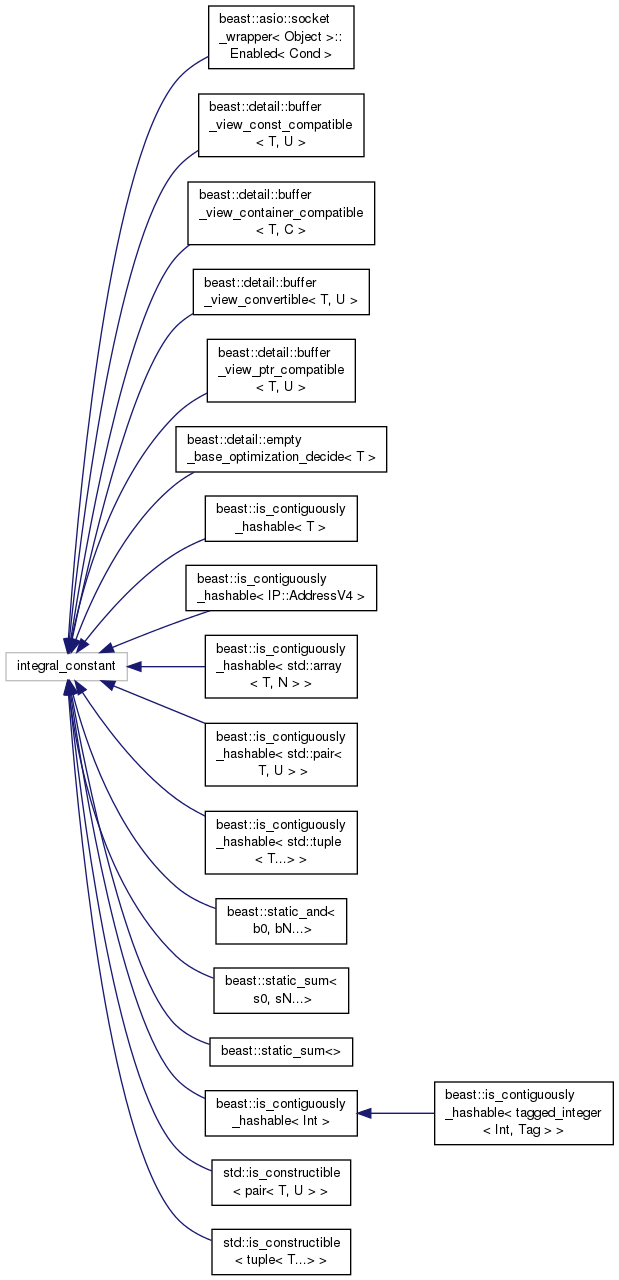 beast::asio::socket
_wrapper< Object >::
Enabled< Cond >
beast::detail::buffer
_view_const_compatible
< T, U >
beast::detail::buffer
_view_container_compatible
< T, C >
beast::detail::buffer
_view_convertible< T, U >
beast::detail::buffer
_view_ptr_compatible
< T, U >
beast::detail::empty
_base_optimization_decide< T >
beast::is_contiguously
_hashable< T >
beast::is_contiguously
_hashable< IP::AddressV4 >
integral_constant
beast::is_contiguously
_hashable< std::array
< T, N > >
beast::is_contiguously
_hashable< std::pair<
T, U > >
beast::is_contiguously
_hashable< std::tuple
< T...> >
beast::static_and<
b0, bN...>
beast::static_sum<
s0, sN...>
beast::static_sum<>
beast::is_contiguously
_hashable< Int >
beast::is_contiguously
_hashable< tagged_integer
< Int, Tag > >
std::is_constructible
< pair< T, U > >
std::is_constructible
< tuple< T...> >